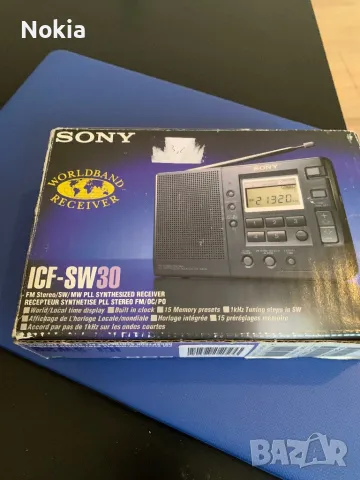 Nokia
SONY
WORLDBAND
RECEIVER
SONY
21320
ICF-SW30
FM Stereo/SW/MW PLL SYNTHESIZED RECEIVER
RECEPTEUR SYNTHETISE PLL STEREO FM/OC/PO
■World/Local time display ■Built in clock ■15 Memory presets ■1kHz Tuning steps in SW
■Affichage de l'horloge Locale/mondiale ■Horloge intégrée ■15 préréglages mémoire
■Accord par pas de 1kHz sur les ondes courtes
bazar